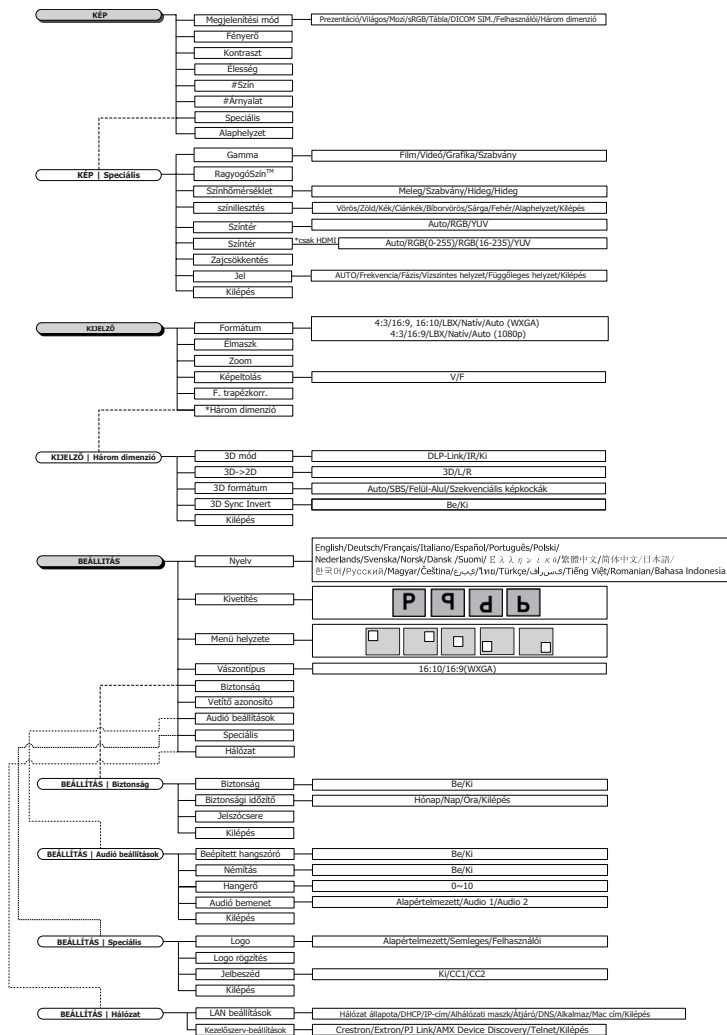 KÉP
Megjelenítési mód
Prezentáció/Világos/Mozi/sRGB/Tábla/DICOM SIM./Felhasználói/Három dimenzió
Fényerő
Kontraszt
Élesség
#Szín
#Árnyalat
Speciális
Alaphelyzet
KÉP | Speciális
Gamma
Film/Videó/Grafika/Szabvány
RagyogóSzín™
Színhőmérséklet
Meleg/Szabvány/Hideg/Hideg
színillesztés
Vörös/Zöld/Kék/Ciánkék/Bíborvörös/Sárga/Fehér/Alaphelyzet/Kilépés
Színtér
Auto/RGB/YUV
Színtér
*csak HDMI
Auto/RGB(0-255)/RGB(16-235)/YUV
Zajcsökkentés
Jel
AUTO/Frekvencia/Fázis/Vízszintes helyzet/Függőleges helyzet/Kilépés
Kilépés
KIJELZŐ
Formátum
4:3/16:9, 16:10/LBX/Natív/Auto (WXGA)
4:3/16:9/LBX/Natív/Auto (1080p)
Élmaszk
Zoom
Képeltolás
V/F
F. trapézkorr.
*Három dimenzió
KIJELZŐ | Három dimenzió
3D mód
DLP-Link/IR/Ki
3D->2D
3D/L/R
3D formátum
Auto/SBS/Felül-Alul/Szekvenciális képkockák
3D Sync Invert
Be/Ki
Kilépés
BEÁLLITÁS
Nyelv
English/Deutsch/Français/Italiano/Español/Português/Polski/
Nederlands/Svenska/Norsk/Dansk /Suomi/ Ελληνικά/繁體中文/简体中文/日本語/
한국어/Русский/Magyar/Čeština/عربي/ไทย/Türkçe/فارسی/Tiếng Việt/Romanian/Bahasa Indonesia
Kivetítés
P
Menü helyzete
Vászontípus
16:10/16:9(WXGA)
Biztonság
Vetítő azonosító
Audió beállítások
Speciális
Hálózat
BEÁLLÍTÁS | Biztonság
Biztonság
Be/Ki
Biztonsági időzítő
Hónap/Nap/Óra/Kilépés
Jelszócsere
Kilépés
BEÁLLÍTÁS | Audió beállítások
Beépített hangszóró
Be/Ki
Némítás
Be/Ki
Hangerő
0~10
Audió bemenet
Alapértelmezett/Audio 1/Audio 2
Kilépés
BEÁLLÍTÁS | Speciális
Logo
Alapértelmezett/Semleges/Felhasználói
Logo rögzítés
Jelbeszéd
Ki/CC1/CC2
Kilépés
BEÁLLÍTÁS | Hálózat
LAN beállítások
Hálózat állapota/DHCP/IP-cím/Alhálózati maszk/Átjáró/DNS/Alkalmaz/Mac cím/Kilépés
Kezelőszerv-beállítások
Crestron/Extron/PJ Link/AMX Device Discovery/Telnet/Kilépés